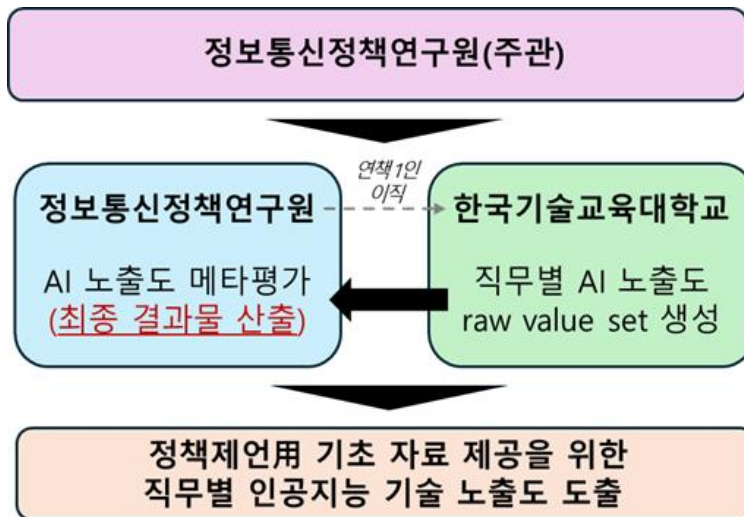 정보통신정책연구원(주관)
연책1인
이직
정보통신정책연구원
AI 노출도 메타평가
(최종 결과물 산출)
한국기술교육대학교
직무별 AI 노출도
raw value set 생성
정책제언用 기초 자료 제공을 위한
직무별 인공지능 기술 노출도 도출